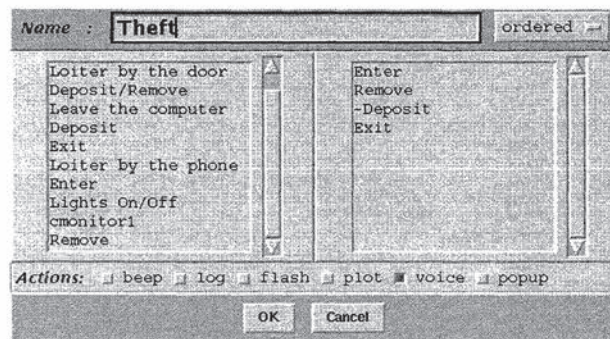 Name : Theft ordered
Loiter by the door
Deposit/Remove
Leave the computer
Deposit
Exit
Loiter by the phone
Enter
Lights On/Off
cmonitor1
Remove
Enter
Remove
-Deposit
Exit
Actions: beep log flash plot voice popup
OK Cancel